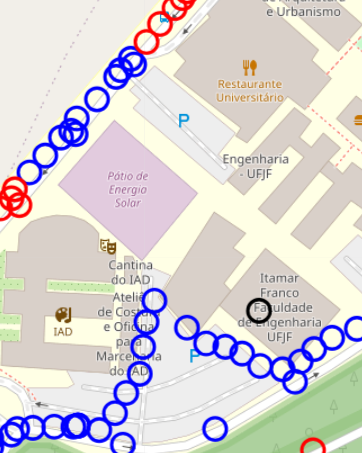 de Arquitetura
e Urbanismo
Restaurante
Universitário
P
Engenharia
- UFJF
Pátio de
Energia
Solar
Cantina
do IAD
Ateliê
de Costura
e Oficina
para
Marcenaria
do IAD
IAD
P
Itamar
Franco
Faculdade
de Engenharia
UFJF